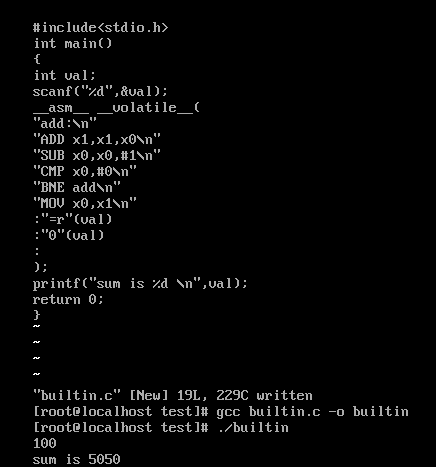 #include<stdio.h>
int main()
{
int val;
scanf("%d",&val);
__asm__ __volatile__(
"add:\n"
"ADD x1,x1,x0\n"
"SUB x0,x0,#1\n"
"CMP x0,#0\n"
"BNE add\n"
"MOV x0,x1\n"
:"=r"(val)
:"0"(val)
:
);
printf("sum is %d \n",val);
return 0;
}
~
~
~
~
"builtin.c" [New] 19L, 229C written
[root@localhost test]# gcc builtin.c -o builtin
[root@localhost test]# ./builtin
100
sum is 5050